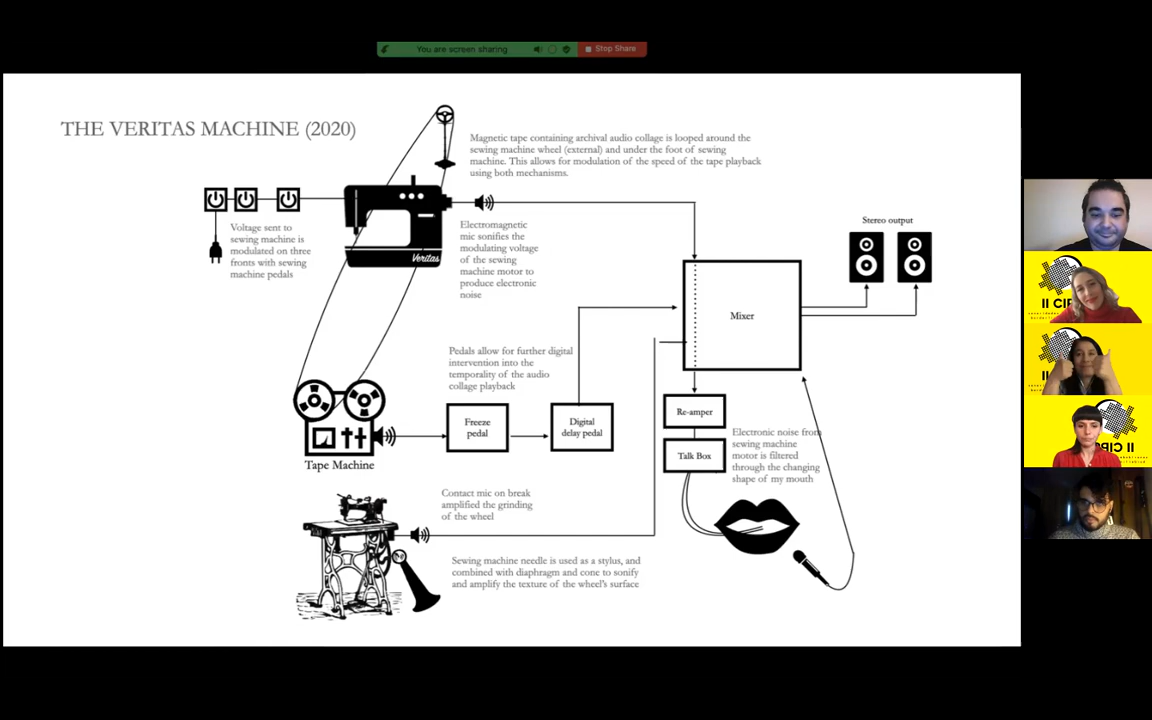 You are screen sharing
Stop Share
THE VERITAS MACHINE (2020)
Magnetic tape containing archival audio collage is looped around the
sewing machine wheel (external) and under the foot of sewing
machine. This allows for modulation of the speed of the tape playback
using both mechanisms.
Voltage sent to
sewing machine is
modulated on three
fronts with sewing
machine pedals
Veritas
Electromagnetic
mic sonifies the
modulating voltage
of the sewing
machine motor to
produce electronic
noise
Stereo output
Mixer
Pedals allow for further digital
intervention into the
temporality of the audio
collage playback
Freeze
pedal
Digital
delay pedal
Re-amper
Talk Box
Electronic noise from
sewing machine
motor is filtered
through the changing
shape of my mouth
Tape Machine
Contact mic on break
amplified the grinding
of the wheel
Sewing machine needle is used as a stylus, and
combined with diaphragm and cone to sonify
and amplify the texture of the wheel's surface
II CIP
II
II CIPC